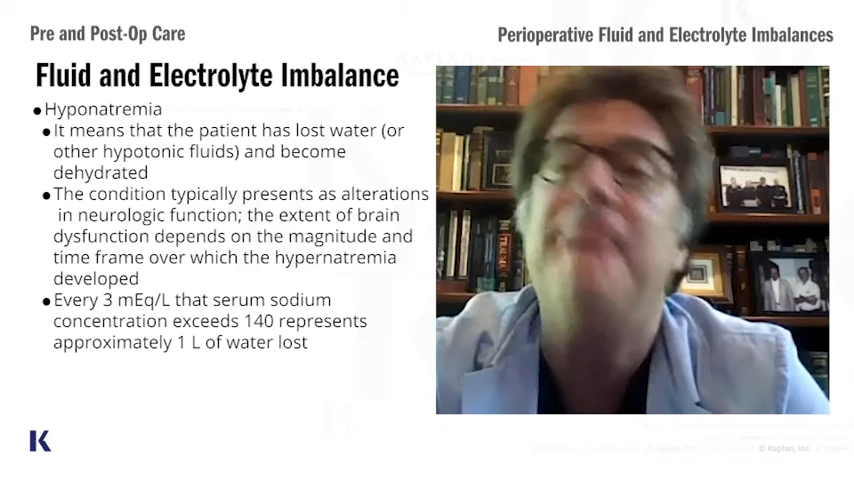 Pre and Post-Op Care
Perioperative Fluid and Electrolyte Imbalances
Fluid and Electrolyte Imbalance
● Hyponatremia
● It means that the patient has lost water (or
other hypotonic fluids) and become
dehydrated
● The condition typically presents as alterations
in neurologic function; the extent of brain
dysfunction depends on the magnitude and
time frame over which the hypernatremia
developed
● Every 3 mEq/L that serum sodium
concentration exceeds 140 represents
approximately 1 L of water lost
K
© Kaplan, Inc.